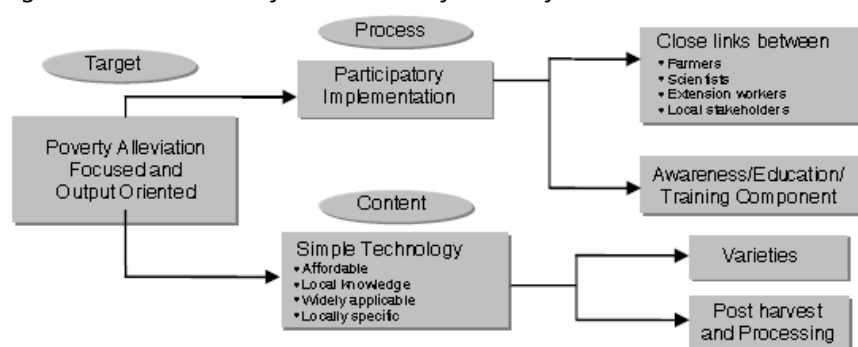 Target
Poverty Alleviation
Focused and
Output Oriented
Process
Participatory
Implementation
Close links between
• Farmers
• Scientists
• Extension workers
• Local stakeholders
Awareness/Education/
Training Component
Content
Simple Technology
• Affordable
• Local knowledge
• Widely applicable
• Locally specific
Varieties
Post harvest
and Processing